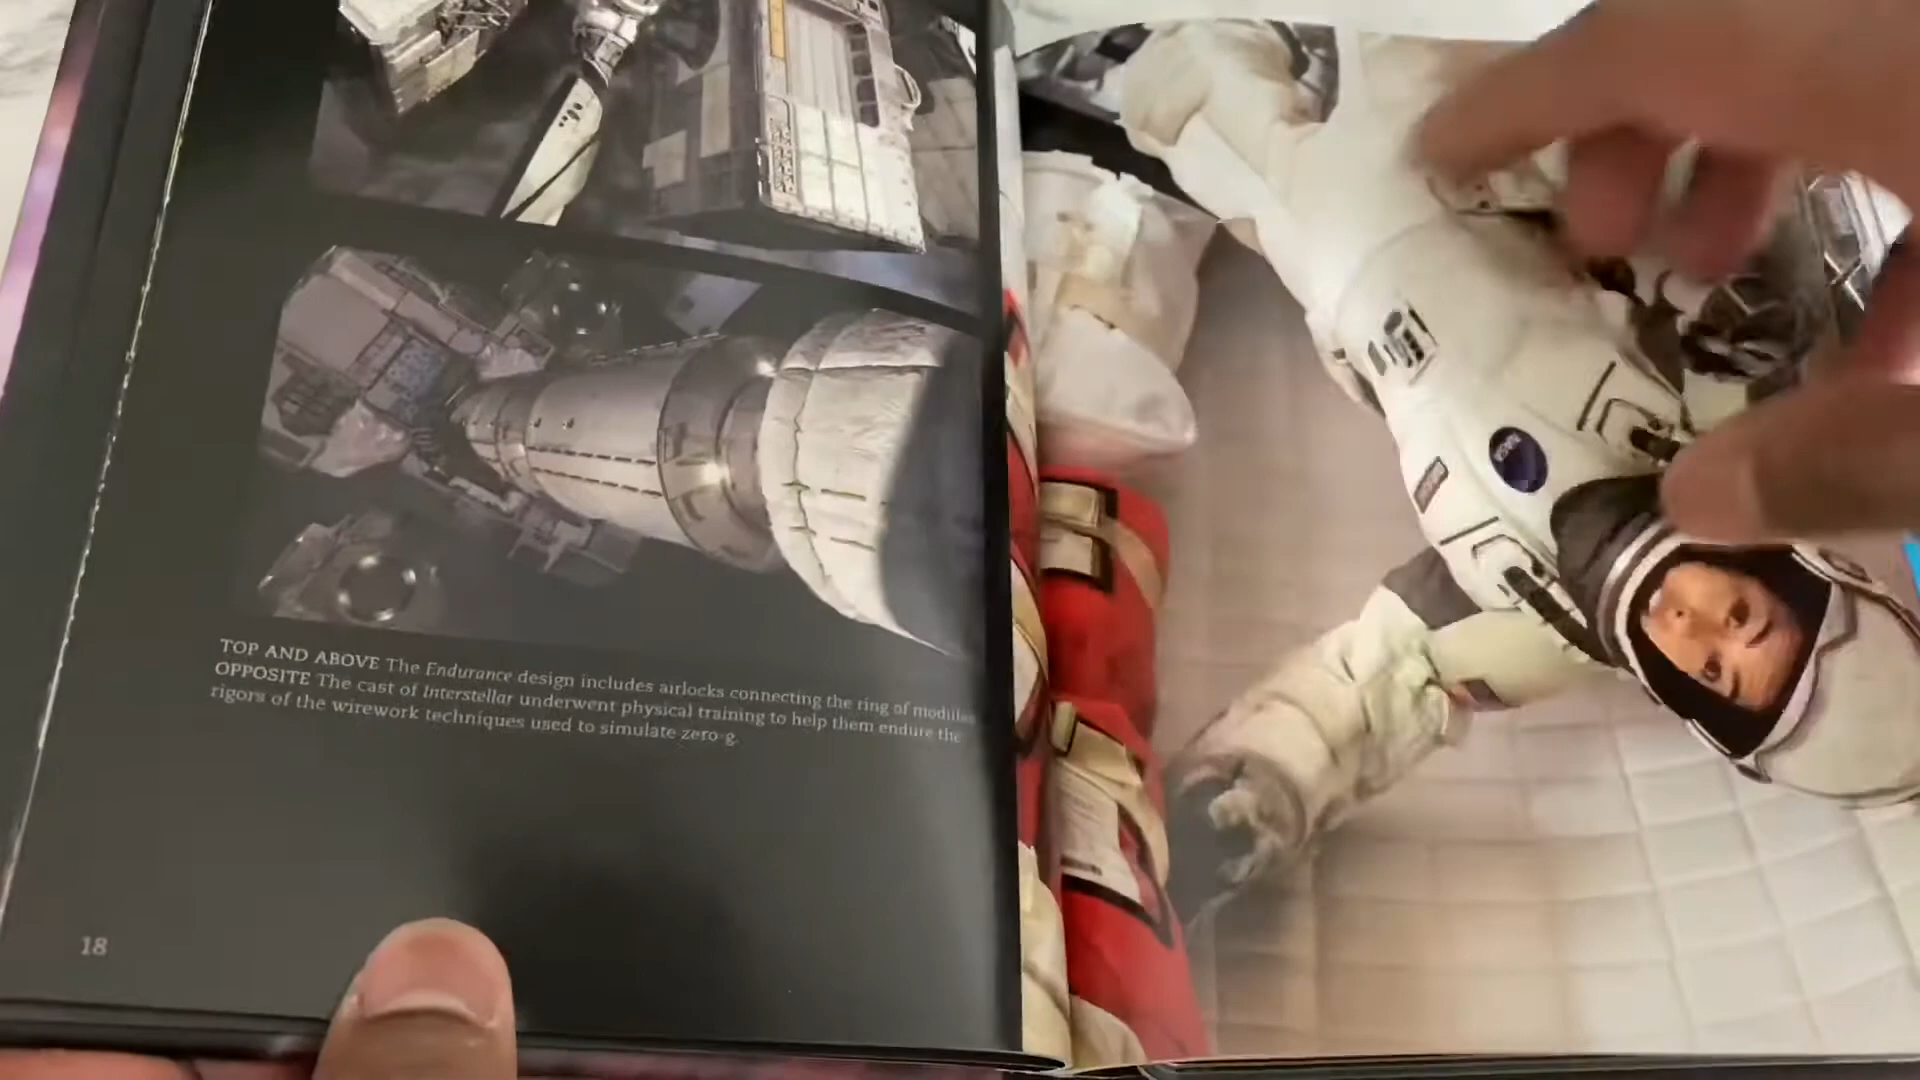 TOP AND ABOVE The Endurance design includes airlocks connecting the ring of modules
OPPOSITE The cast of Interstellar underwent physical training to help them endure the
rigors of the wirework techniques used to simulate zero-g.
18
NASA